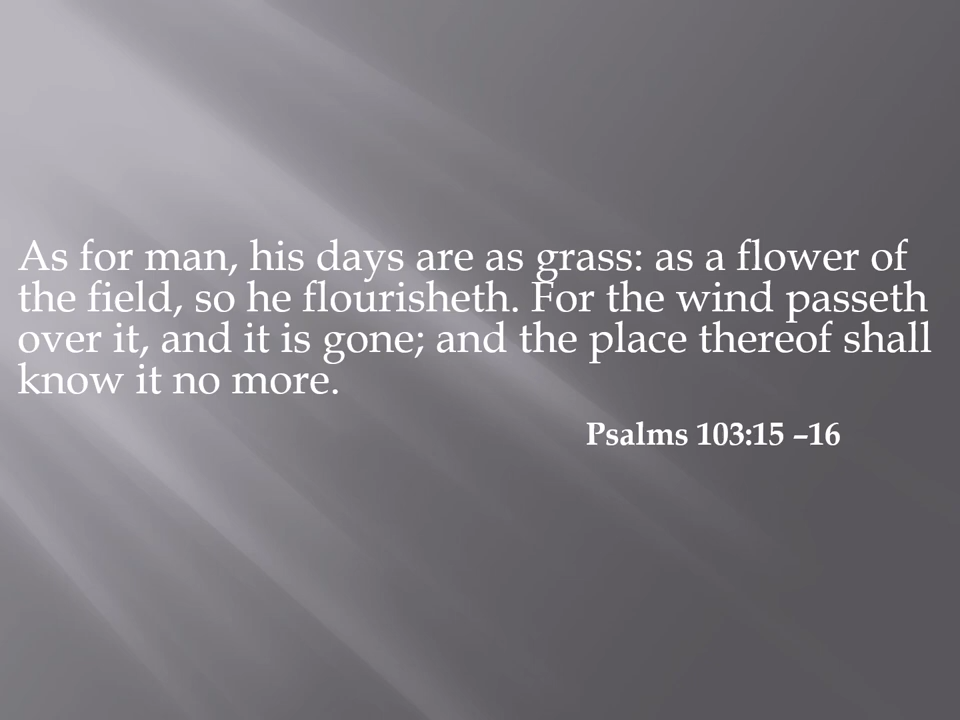 As for man, his days are as grass: as a flower of
the field, so he flourisheth. For the wind passeth
over it, and it is gone; and the place thereof shall
know it no more.
Psalms 103:15 –16